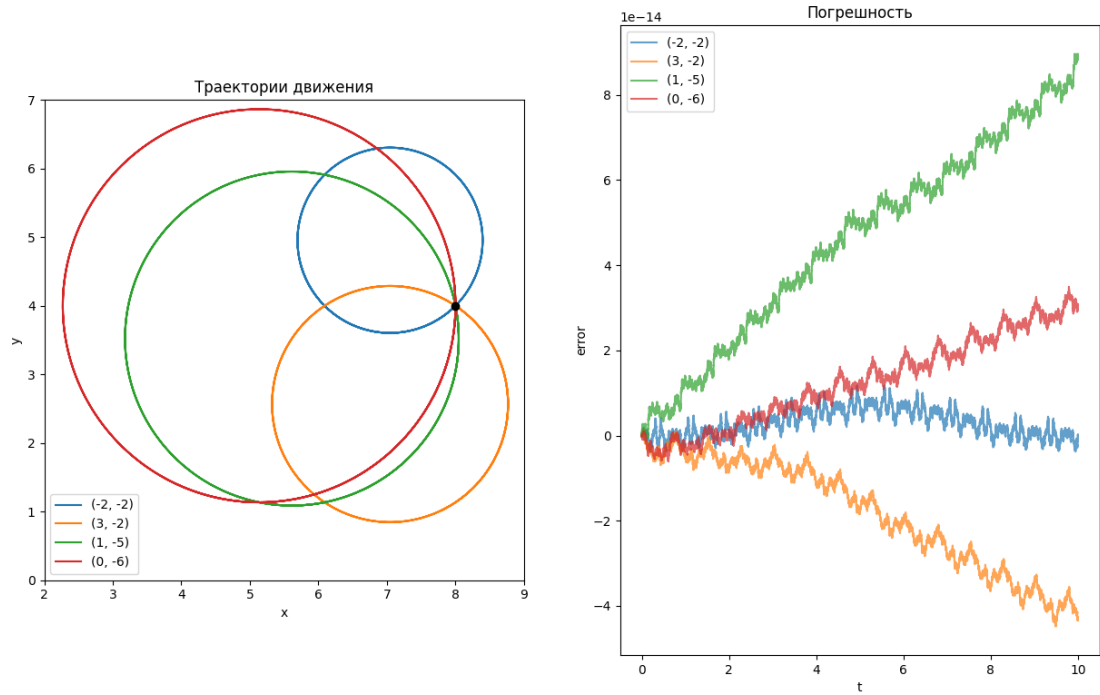 Траектории движения
7
6
5
4
3
2
1
0
y
(-2, -2)
(3, -2)
(1, -5)
(0, -6)
2 3 4 5 6 7 8 9
x
Погрешность
1e−14
8
6
4
2
0
−2
−4
error
(-2, -2)
(3, -2)
(1, -5)
(0, -6)
0 2 4 6 8 10
t